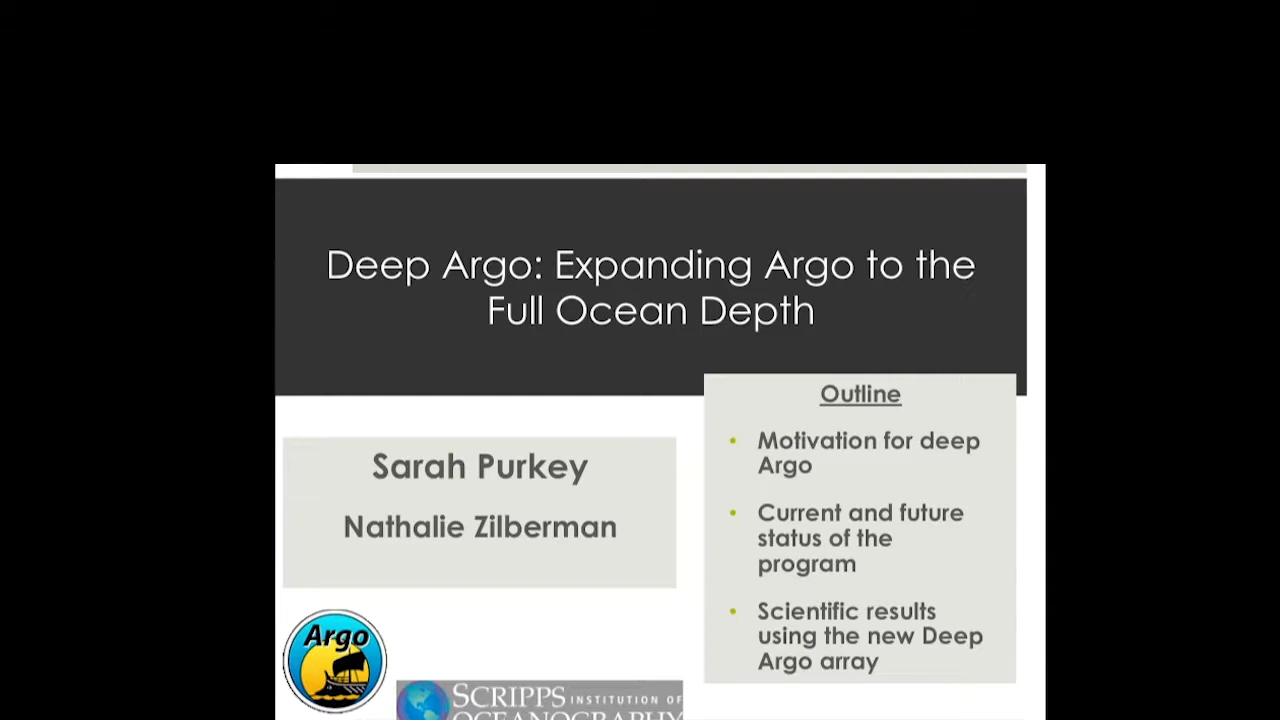 Deep Argo: Expanding Argo to the
Full Ocean Depth
Sarah Purkey
Nathalie Zilberman
Outline
• Motivation for deep
Argo
• Current and future
status of the
program
• Scientific results
using the new Deep
Argo array
Argo
SCRIPPS INSTITUTION OF
OCEANOGRAPHY